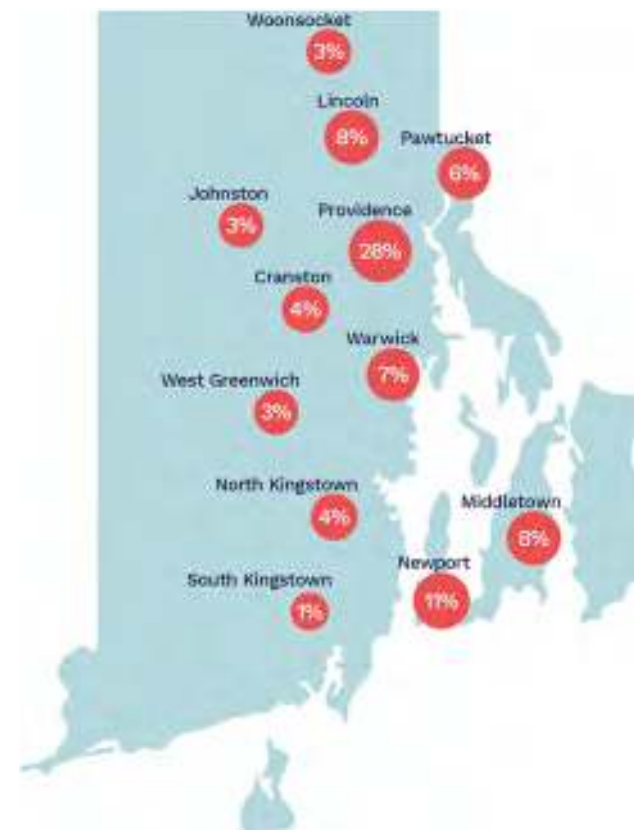 Woonsocket
3%
Lincoln
8%
Pawtucket
6%
Johnston
3%
Providence
28%
Cranston
4%
Warwick
7%
West Greenwich
3%
North Kingstown
4%
Middletown
8%
Newport
11%
South Kingstown
1%